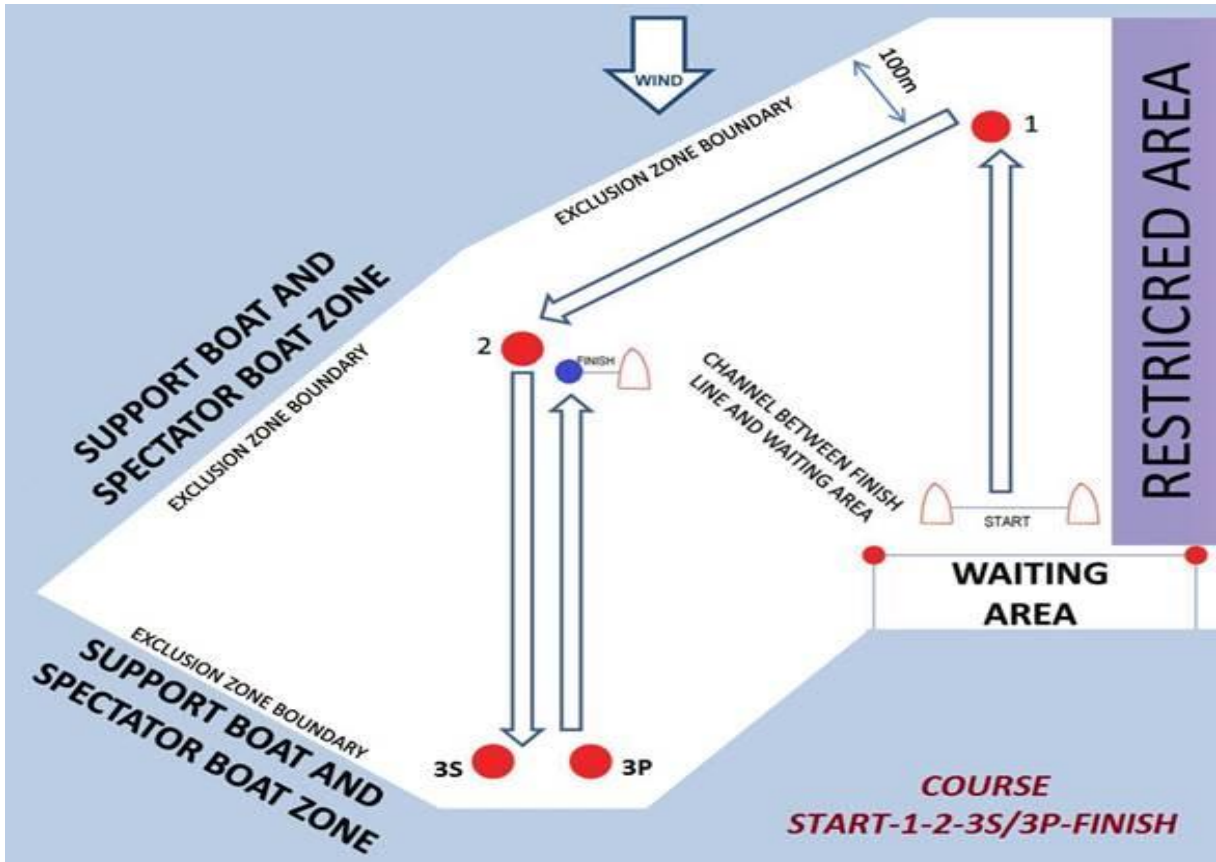 WIND
100m
EXCLUSION ZONE BOUNDARY
1
RESTRICRED AREA
SUPPORT BOAT AND
SPECTATOR BOAT ZONE
EXCLUSION ZONE BOUNDARY
2
FINISH
CHANNEL BETWEEN FINISH
LINE AND WAITING AREA
START
WAITING
AREA
EXCLUSION ZONE BOUNDARY
SUPPORT BOAT AND
SPECTATOR BOAT ZONE
3S
3P
COURSE
START-1-2-3S/3P-FINISH